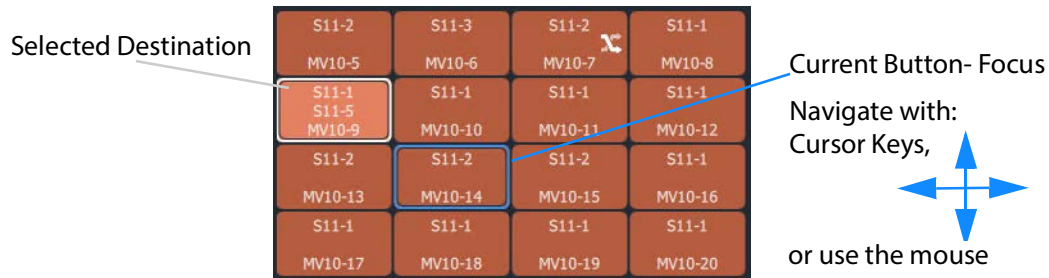 S11-2 S11-3 S11-2 S11-1
Selected Destination
MV10-5 MV10-6 MV10-7 MV10-8
Current Button- Focus
S11-1 S11-1 S11-1 S11-1
S11-5
MV10-9 MV10-10 MV10-11 MV10-12
Navigate with:
Cursor Keys,
S11-2 S11-2 S11-2 S11-1
MV10-13 MV10-14 MV10-15 MV10-16
S11-1 S11-1 S11-1 S11-1
MV10-17 MV10-18 MV10-19 MV10-20
or use the mouse